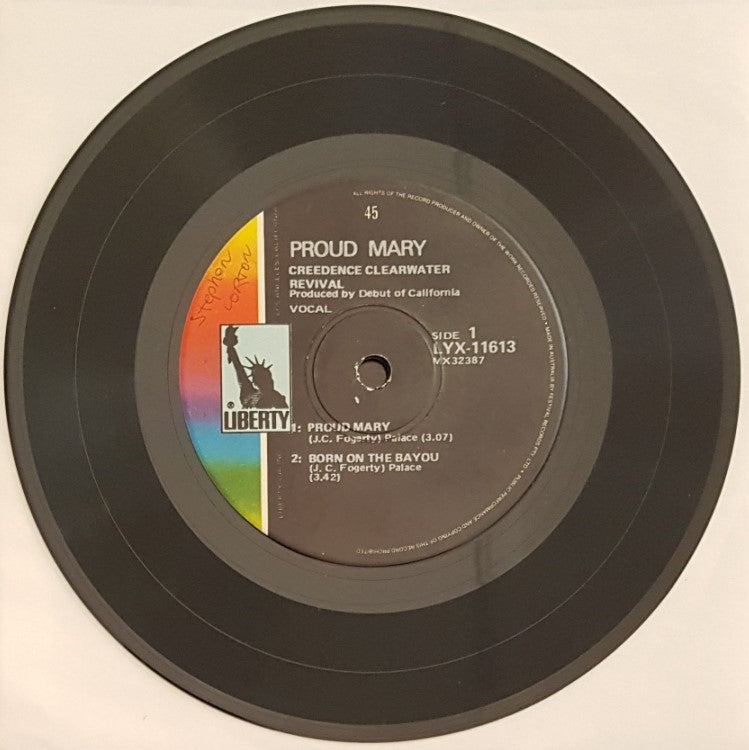 ALL RIGHTS OF THE RECORD PRODUCER AND OWNER OF THE WORK RECORDED RESERVED • MADE IN AUSTRALIA BY FESTIVAL RECORDS PTY LTD • PUBLIC PERFORMANCE AND COPYING OF THIS RECORD PROHIBITED
45
PROUD MARY
CREEDENCE CLEARWATER
REVIVAL
Produced by Debut of California
VOCAL
Stephen
SIDE 1
LYX-11613
MX32387
® LIBERTY
1: PROUD MARY
(J.C. Fogerty) Palace (3.07)
2: BORN ON THE BAYOU
(J. C. Fogerty) Palace
(3.42)